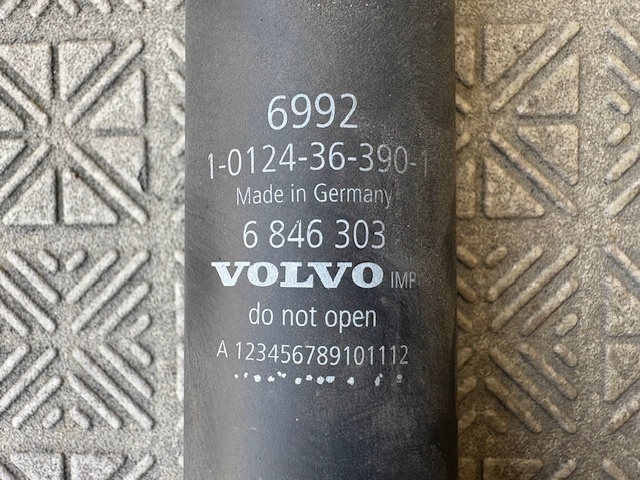 6992
1-0124-36-390-1
Made in Germany
6 846 303
VOLVO IMP
do not open
A 123456789101112